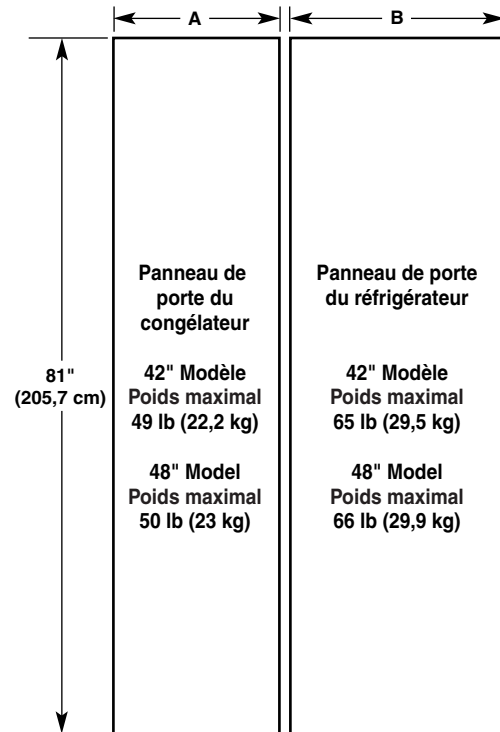 A
B
81"
(205,7 cm)
Panneau de
porte du
congélateur
42" Modèle
Poids maximal
49 lb (22,2 kg)
48" Model
Poids maximal
50 lb (23 kg)
Panneau de porte
du réfrigérateur
42" Modèle
Poids maximal
65 lb (29,5 kg)
48" Model
Poids maximal
66 lb (29,9 kg)